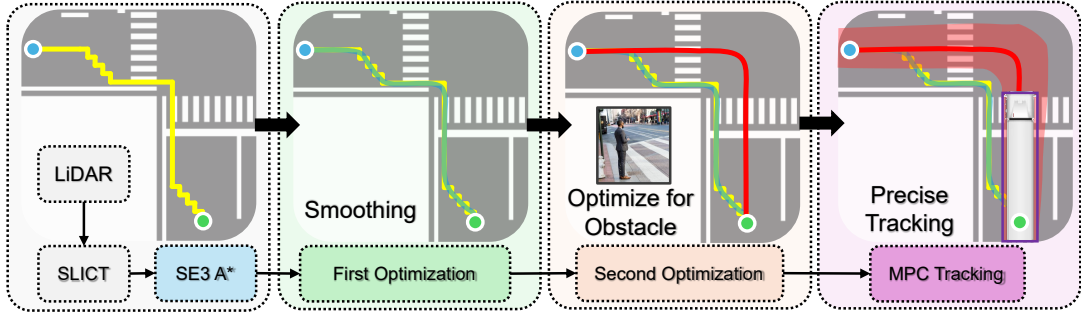 LiDAR
SLICT
SE3 A*
Smoothing
First Optimization
Optimize for
Obstacle
Second Optimization
Precise
Tracking
MPC Tracking